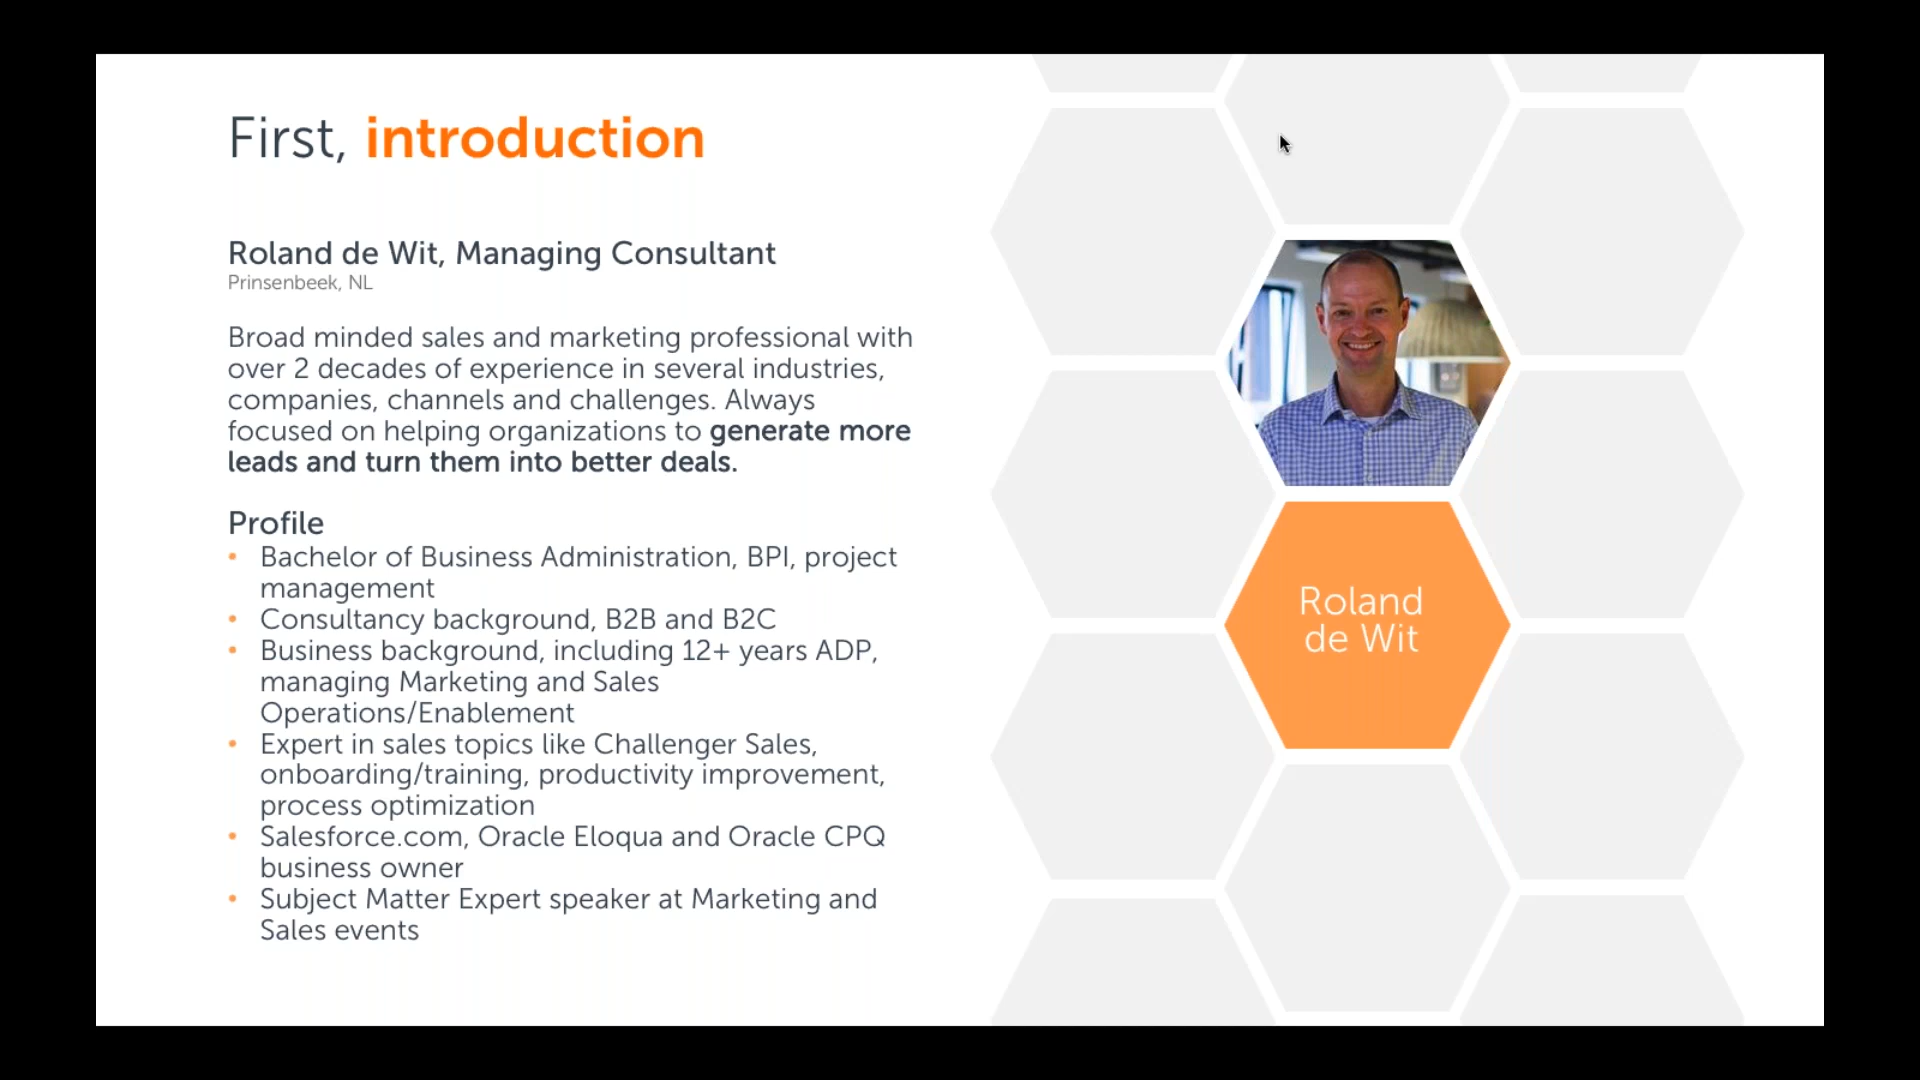 First, introduction
Roland de Wit, Managing Consultant
Prinsenbeek, NL
Broad minded sales and marketing professional with
over 2 decades of experience in several industries,
companies, channels and challenges. Always
focused on helping organizations to generate more
leads and turn them into better deals.
Profile
• Bachelor of Business Administration, BPI, project
management
• Consultancy background, B2B and B2C
• Business background, including 12+ years ADP,
managing Marketing and Sales
Operations/Enablement
• Expert in sales topics like Challenger Sales,
onboarding/training, productivity improvement,
process optimization
• Salesforce.com, Oracle Eloqua and Oracle CPQ
business owner
• Subject Matter Expert speaker at Marketing and
Sales events
Roland
de Wit